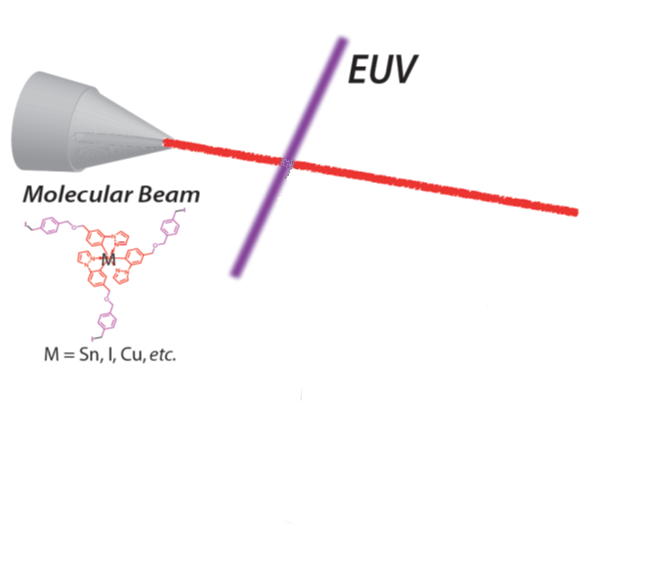 EUV
Molecular Beam
I
I
M
I
M = Sn, I, Cu, etc.